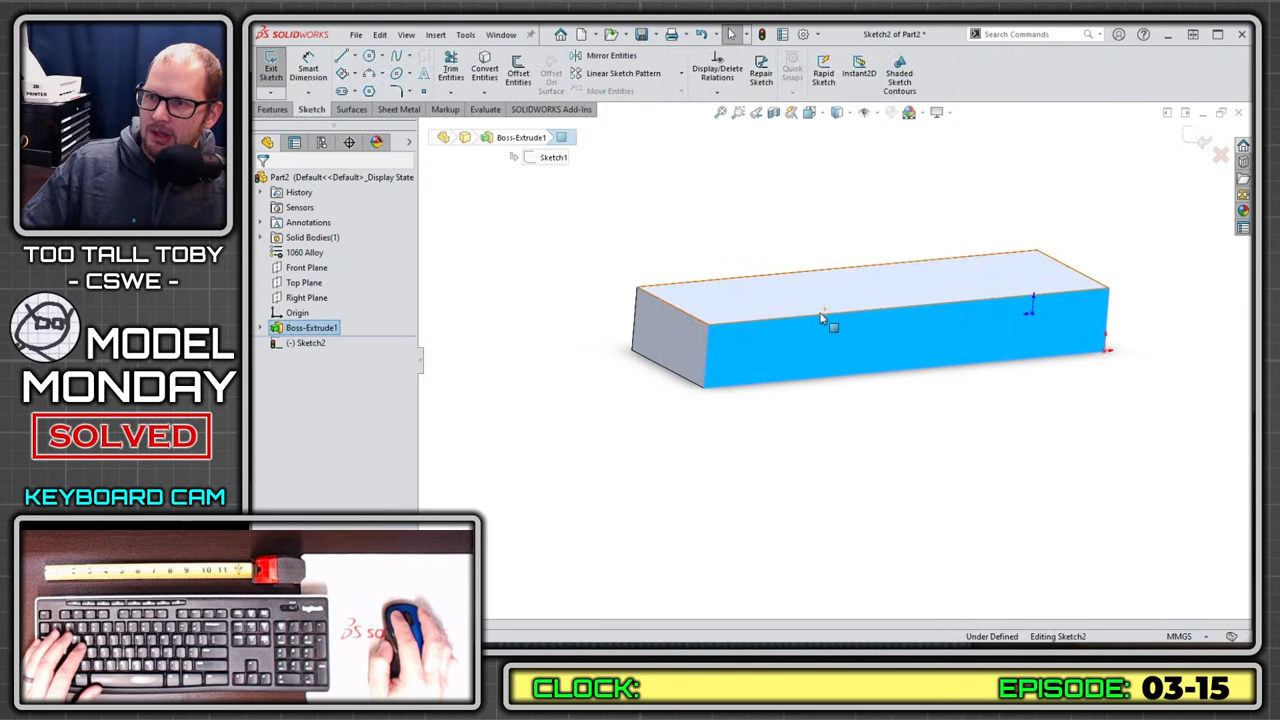 SOLIDWORKS
File
Edit
View
Insert
Tools
Window
Sketch2 of Part2 *
Search Commands
Exit
Sketch
Smart
Dimension
Trim
Entities
Convert
Entities
Offset
Entities
Offset
On
Surface
Mirror Entities
Linear Sketch Pattern
Move Entities
Display/Delete
Relations
Repair
Sketch
Quick
Snaps
Rapid
Sketch
Instant2D
Shaded
Sketch
Contours
Features
Sketch
Surfaces
Sheet Metal
Markup
Evaluate
SOLIDWORKS Add-Ins
Boss-Extrude1
Sketch1
Part2 (Default<<Default>_Display State
History
Sensors
Annotations
Solid Bodies(1)
1060 Alloy
Front Plane
Top Plane
Right Plane
Origin
Boss-Extrude1
(-) Sketch2
TOO TALL TOBY
- CSWE -
MODEL
MONDAY
SOLVED
KEYBOARD CAM
logitech
Under Defined
Editing Sketch2
MMGS
CLOCK:
EPISODE: 03-15